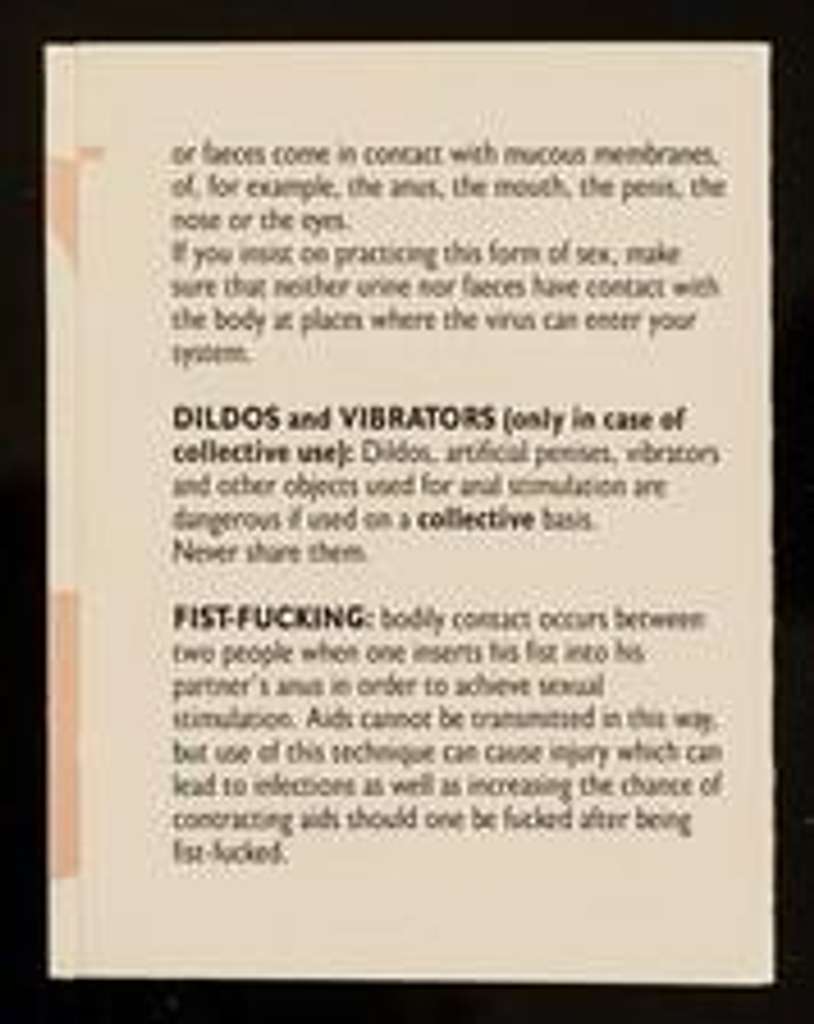 or faeces come in contact with mucous membranes,
of, for example, the anus, the mouth, the penis, the
nose or the eyes.
If you insist on practicing this form of sex, make
sure that neither urine nor faeces have contact with
the body at places where the virus can enter your
system.
DILDOS and VIBRATORS (only in case of
collective use): Dildos, artificial penises, vibrators
and other objects used for anal stimulation are
dangerous if used on a collective basis.
Never share them.
FIST-FUCKING: bodily contact occurs between
two people when one inserts his fist into his
partner's anus in order to achieve sexual
stimulation. Aids cannot be transmitted in this way,
but use of this technique can cause injury which can
lead to infections as well as increasing the chance of
contracting aids should one be fucked after being
fist-fucked.